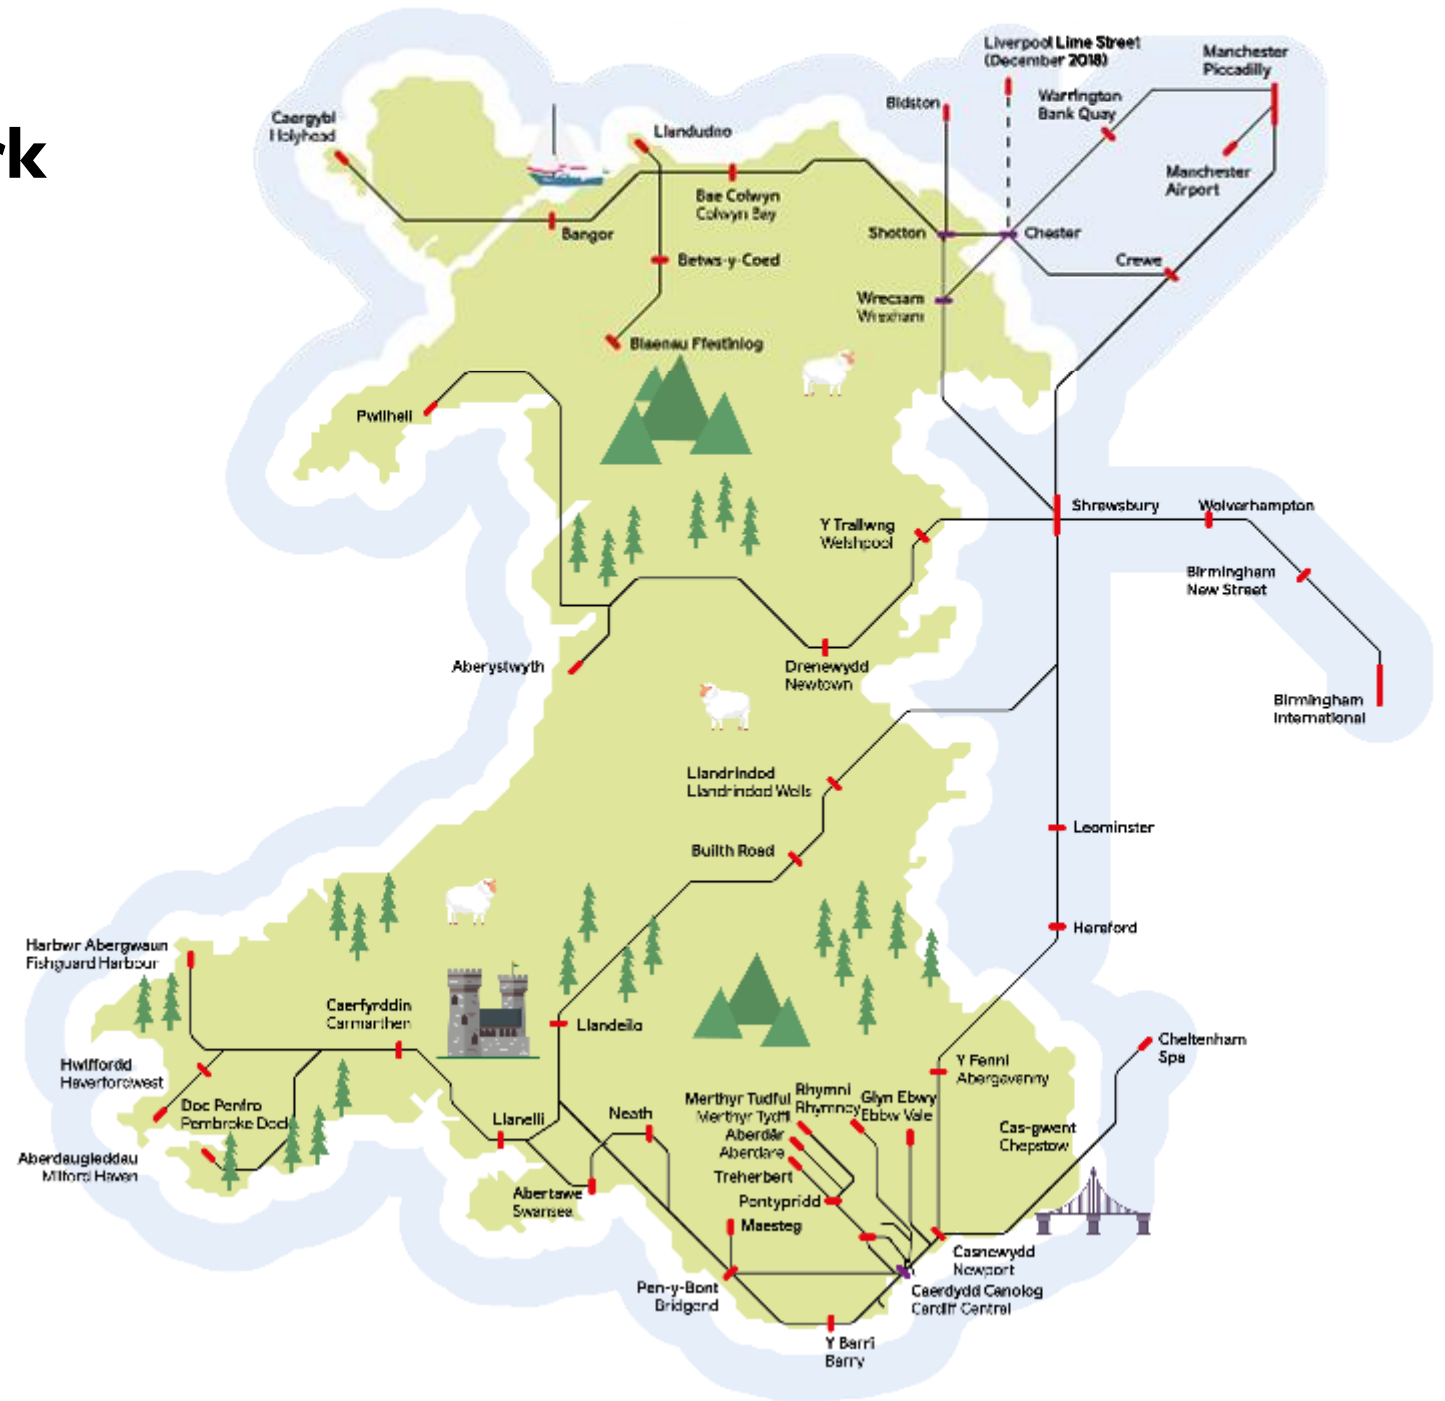 rk
Liverpool Lime Street
(December 2018)
Manchester
Piccadilly
Bidston
Warrington
Bank Quay
Caergybi
Holyhead
Llandudno
Manchester
Airport
Bae Colwyn
Colwyn Bay
Bangor
Shotton
Chester
Betws-y-Coed
Crewe
Wrecsam
Wrexham
Blaenau Ffestiniog
Pwllheli
Shrewsbury
Wolverhampton
Y Trallwng
Welshpool
Birmingham
New Street
Aberystwyth
Drenewydd
Newtown
Birmingham
International
Llandrindod
Llandrindod Wells
Leominster
Builth Road
Hereford
Harbwr Abergwaun
Fishguard Harbour
Caerfyrddin
Carmarthen
Llandeilo
Cheltenham
Spa
Hwlffordd
Haverfordwest
Y Fenni
Abergavenny
Doc Penfro
Pembroke Dock
Llanelli
Neath
Merthyr Tudful
Merthyr Tydfil
Rhymni
Rhymney
Glyn Ebwy
Ebbw Vale
Aberdâr
Aberdare
Cas-gwent
Chepstow
Aberdaugleddau
Milford Haven
Treherbert
Abertawe
Swansea
Pontypridd
Maesteg
Casnewydd
Newport
Pen-y-Bont
Bridgend
Caerdydd Canolog
Cardiff Central
Y Barri
Barry